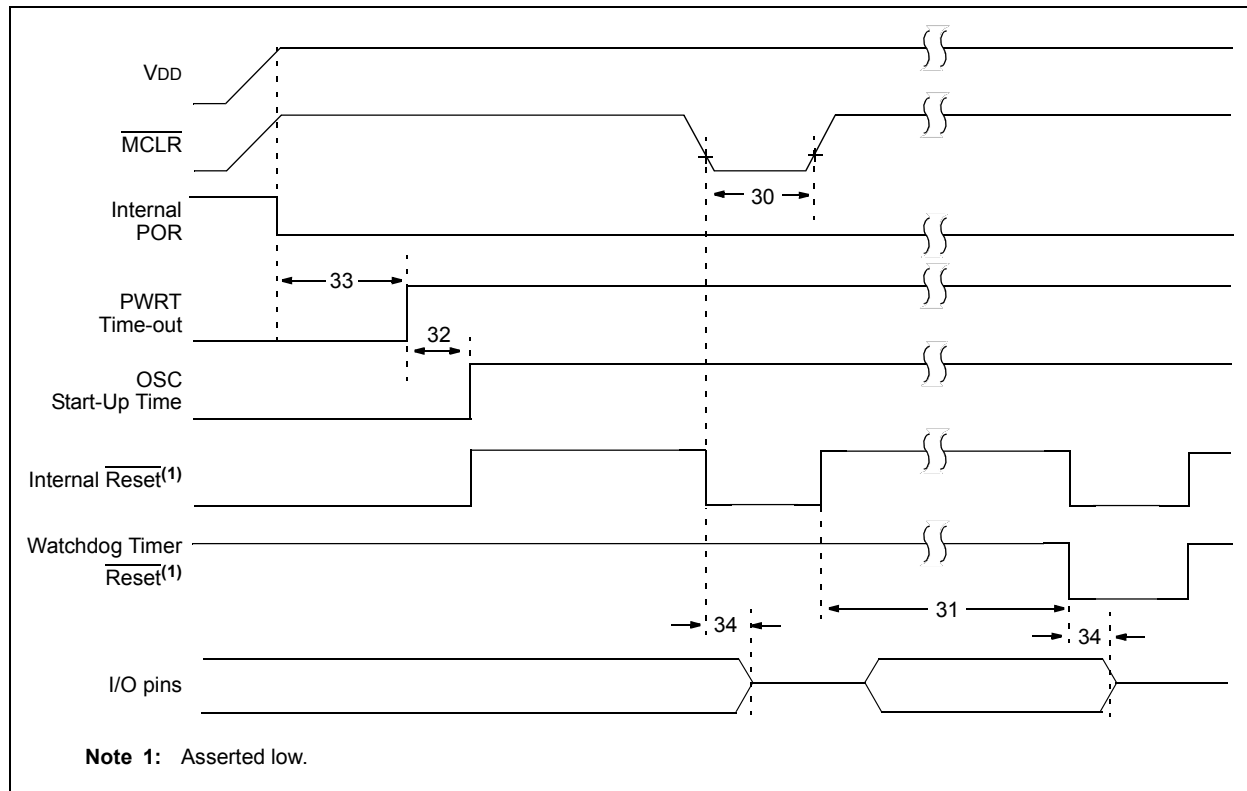 VDD
MCLR
30
Internal
POR
33
PWRT
Time-out
32
OSC
Start-Up Time
Internal Reset(1)
Watchdog Timer
Reset(1)
31
34
34
I/O pins
Note 1: Asserted low.